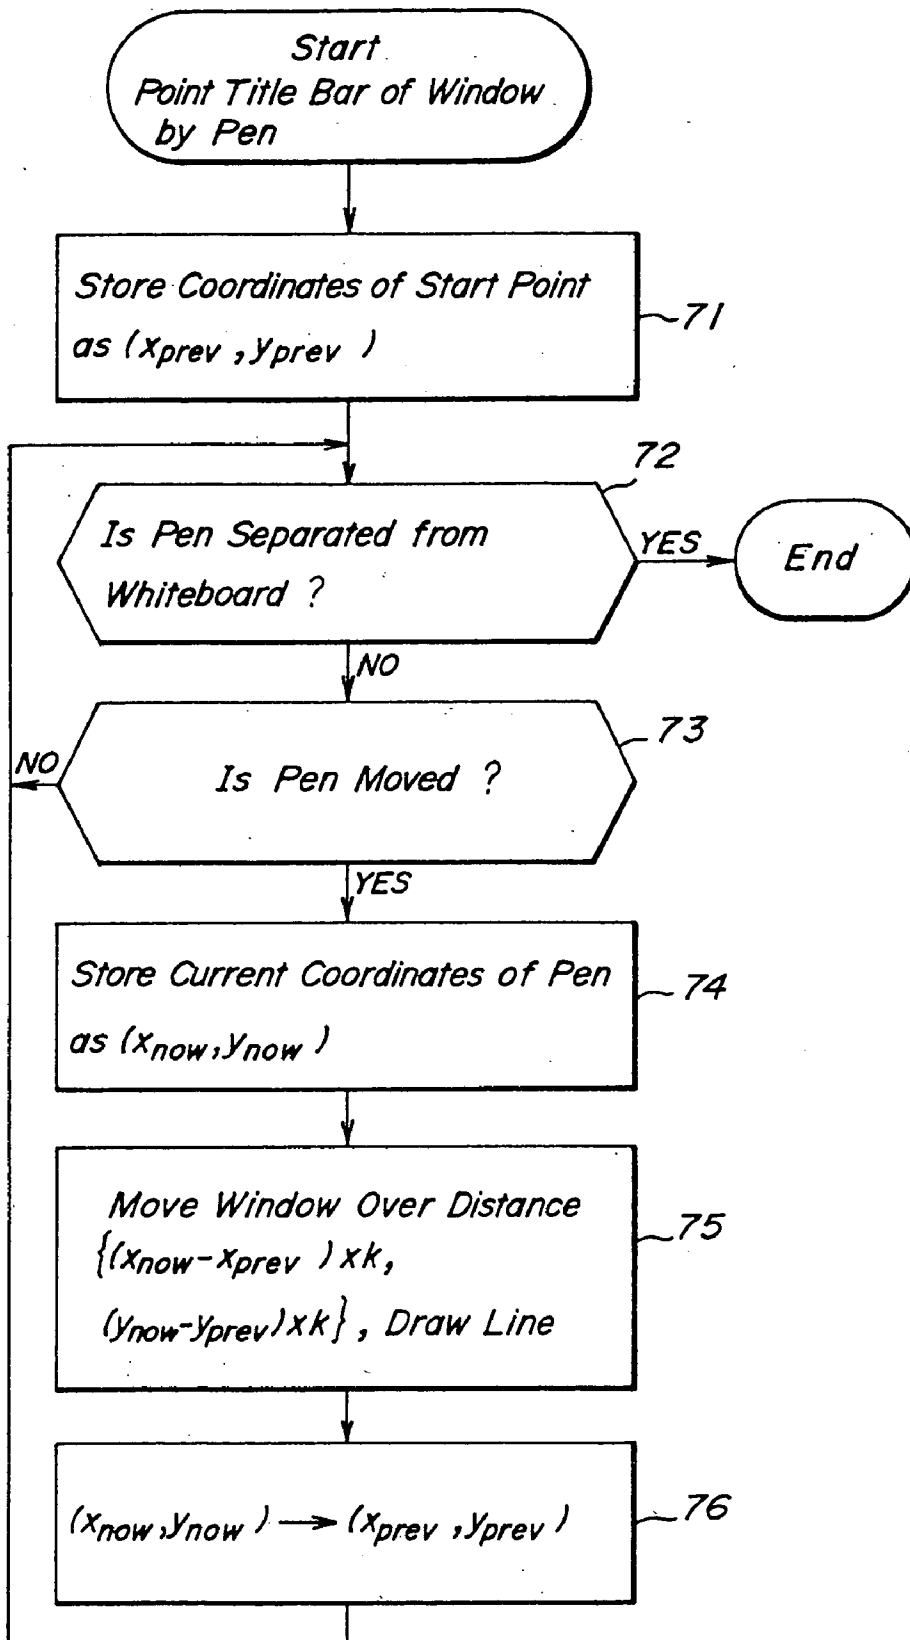 Start
Point Title Bar of Window
by Pen
Store Coordinates of Start Point
as (xprev, yprev)
71
72
Is Pen Separated from
Whiteboard ?
YES
End
NO
73
NO
Is Pen Moved ?
YES
Store Current Coordinates of Pen
as (xnow, ynow)
74
Move Window Over Distance
{(xnow-xprev) x k,
(ynow-yprev) x k}, Draw Line
75
(xnow, ynow) → (xprev, yprev)
76